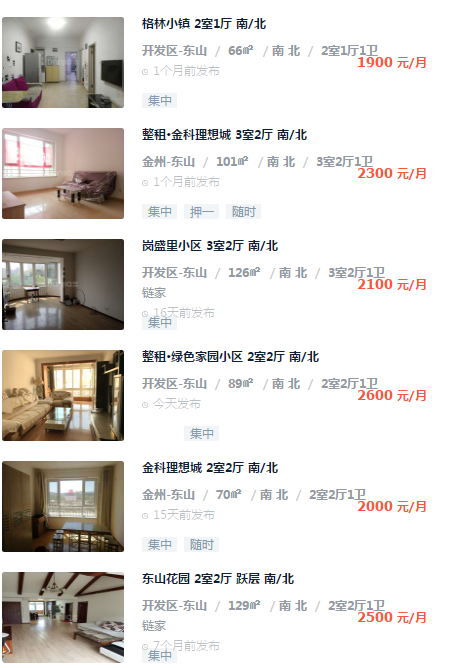 格林小镇 2室1厅 南/北
开发区-东山 / 66㎡ / 南 北 / 2室1厅1卫
1900 元/月
1个月前发布
集中
整租·金科理想城 3室2厅 南/北
金州-东山 / 101㎡ / 南 北 / 3室2厅1卫
2300 元/月
1个月前发布
集中 押一 随时
岗盛里小区 3室2厅 南/北
开发区-东山 / 126㎡ / 南 北 / 3室2厅1卫
2100 元/月
链家
16天前发布
集中
整租·绿色家园小区 2室2厅 南/北
开发区-东山 / 89㎡ / 南 北 / 2室2厅1卫
2600 元/月
今天发布
集中
金科理想城 2室2厅 南/北
金州-东山 / 70㎡ / 南 北 / 2室2厅1卫
2000 元/月
15天前发布
集中 随时
东山花园 2室2厅 跃层 南/北
开发区-东山 / 129㎡ / 南 北 / 2室2厅1卫
2500 元/月
链家
7个月前发布
集中